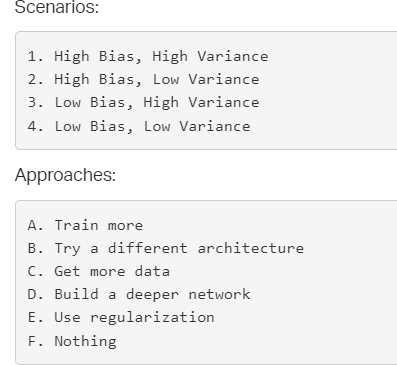 Scenarios:
1. High Bias, High Variance
2. High Bias, Low Variance
3. Low Bias, High Variance
4. Low Bias, Low Variance
Approaches:
A. Train more
B. Try a different architecture
C. Get more data
D. Build a deeper network
E. Use regularization
F. Nothing